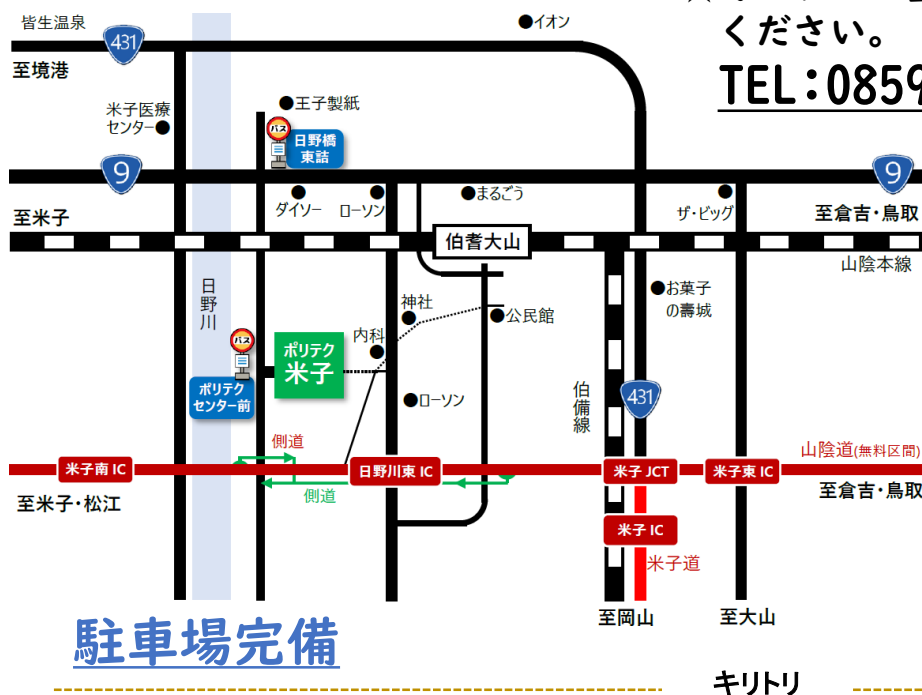 ください。
TEL：0859
皆生温泉
431
●イオン
至境港
米子医療
センター●
●王子製紙
バス
日野橋
東詰
9
9
ダイソー
ローソン
●まるごう
ザ・ビッグ
至米子
至倉吉・鳥取
伯耆大山
山陰本線
日野川
●お菓子
の壽城
神社
●公民館
内科
バス
ポリテク
米子
ポリテク
センター前
●ローソン
伯備線
431
側道
山陰道(無料区間)
米子南 IC
日野川東 IC
米子 JCT
米子東 IC
至米子・松江
側道
至倉吉・鳥取
米子 IC
米子道
至岡山
至大山
駐車場完備
キリトリ